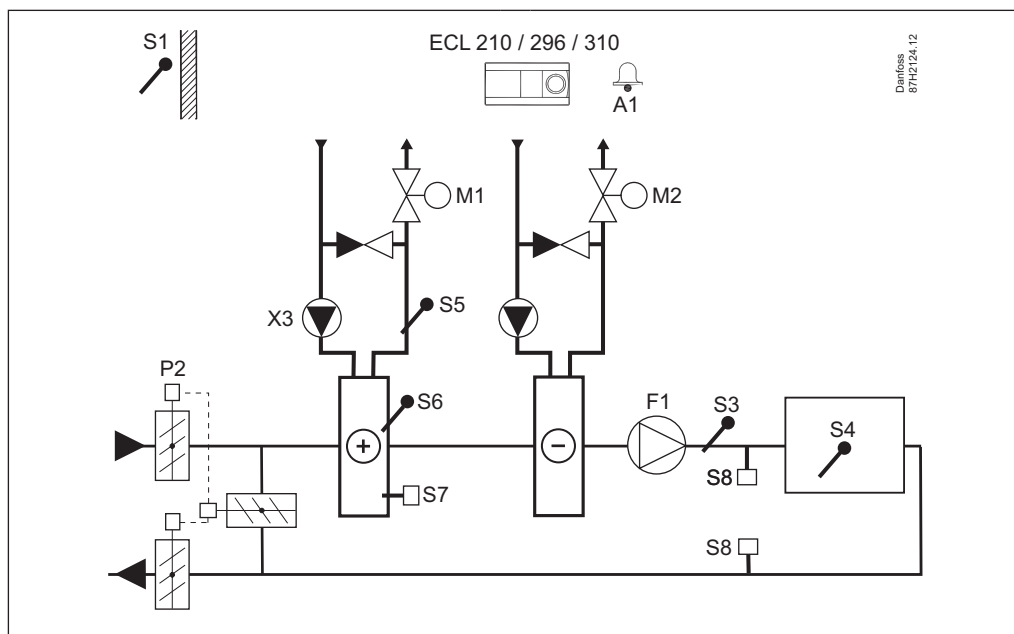 S1
ECL 210 / 296 / 310
A1
Danfoss
87H2124.12
M1
M2
X3
S5
P2
S6
F1
S3
S4
+
−
S7
S8
S8